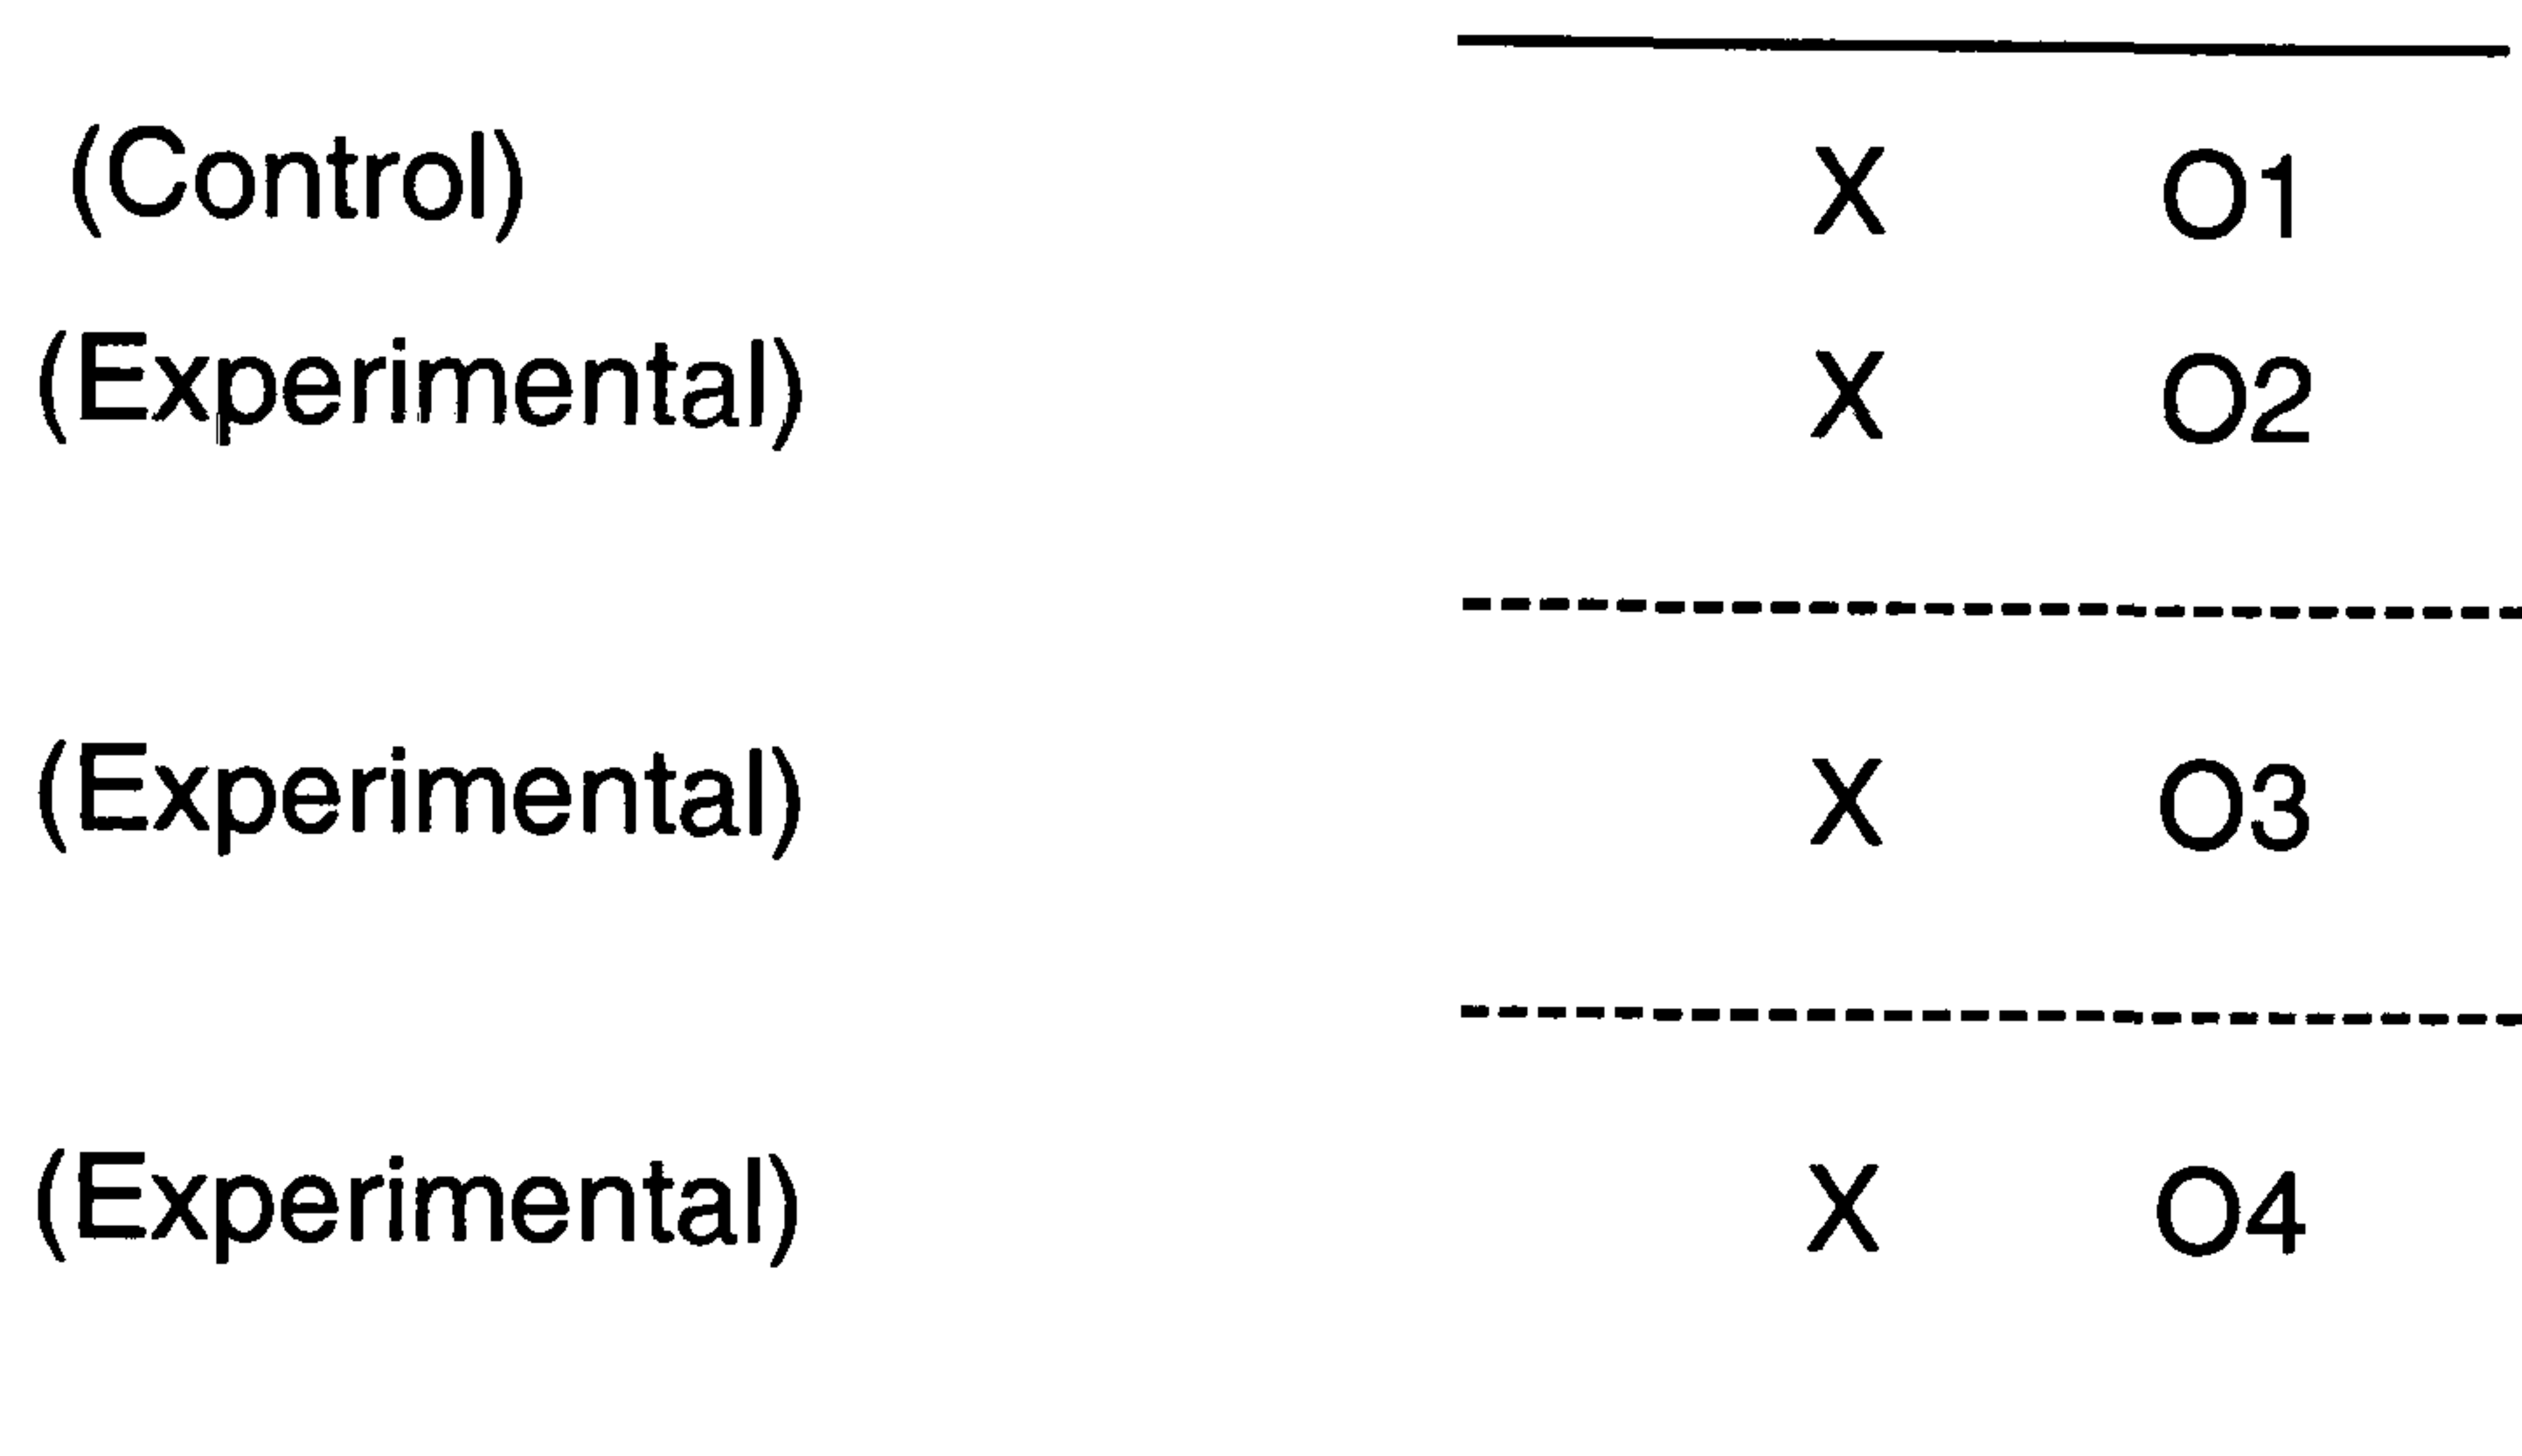 (Control) X O1
(Experimental) X O2
(Experimental) X O3
(Experimental) X O4